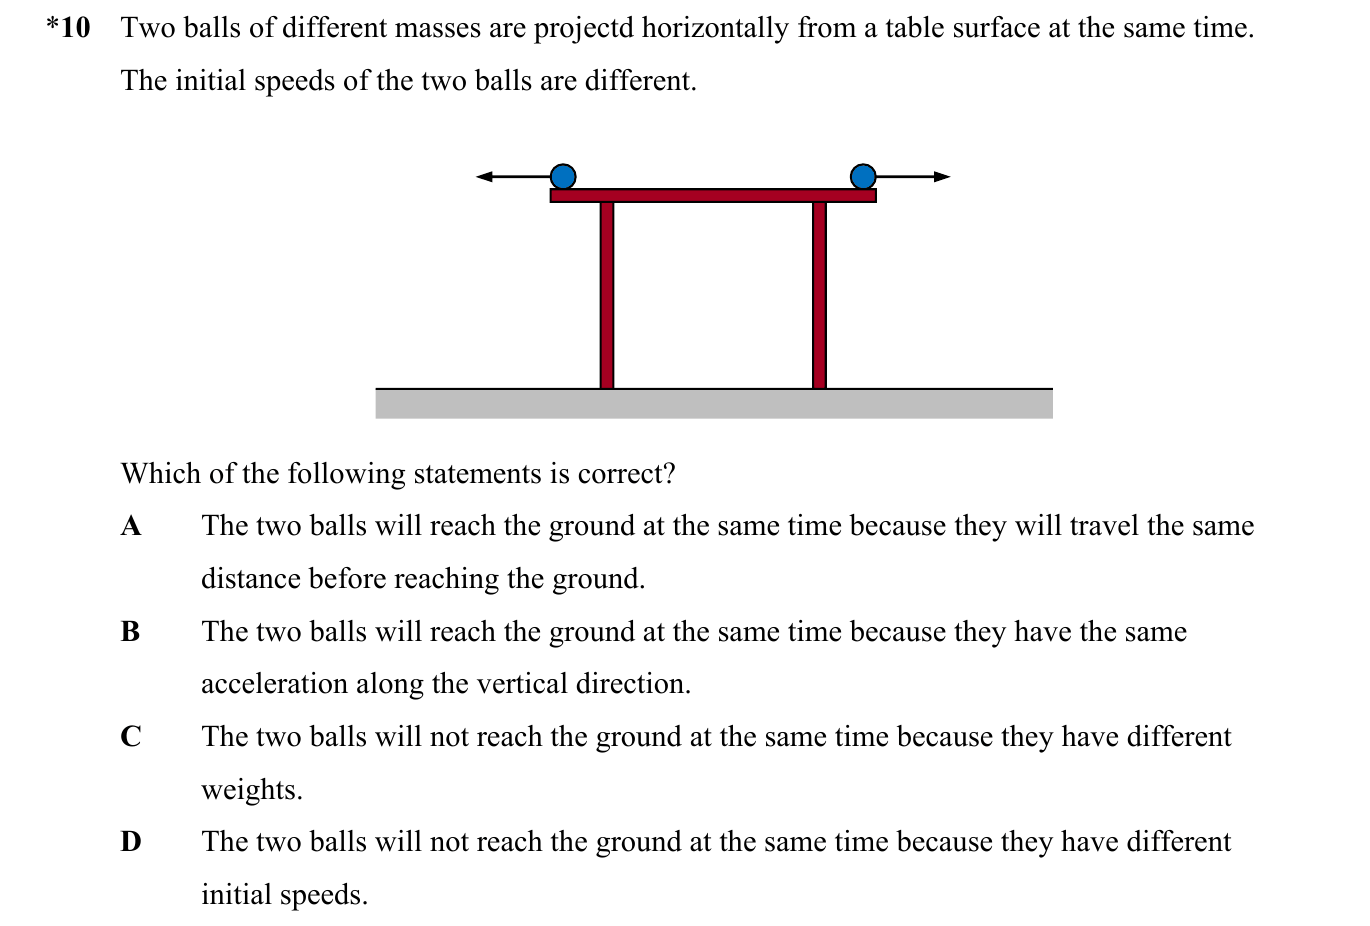 *10 Two balls of different masses are projectd horizontally from a table surface at the same time.
The initial speeds of the two balls are different.
Which of the following statements is correct?
A The two balls will reach the ground at the same time because they will travel the same
distance before reaching the ground.
B The two balls will reach the ground at the same time because they have the same
acceleration along the vertical direction.
C The two balls will not reach the ground at the same time because they have different
weights.
D The two balls will not reach the ground at the same time because they have different
initial speeds.